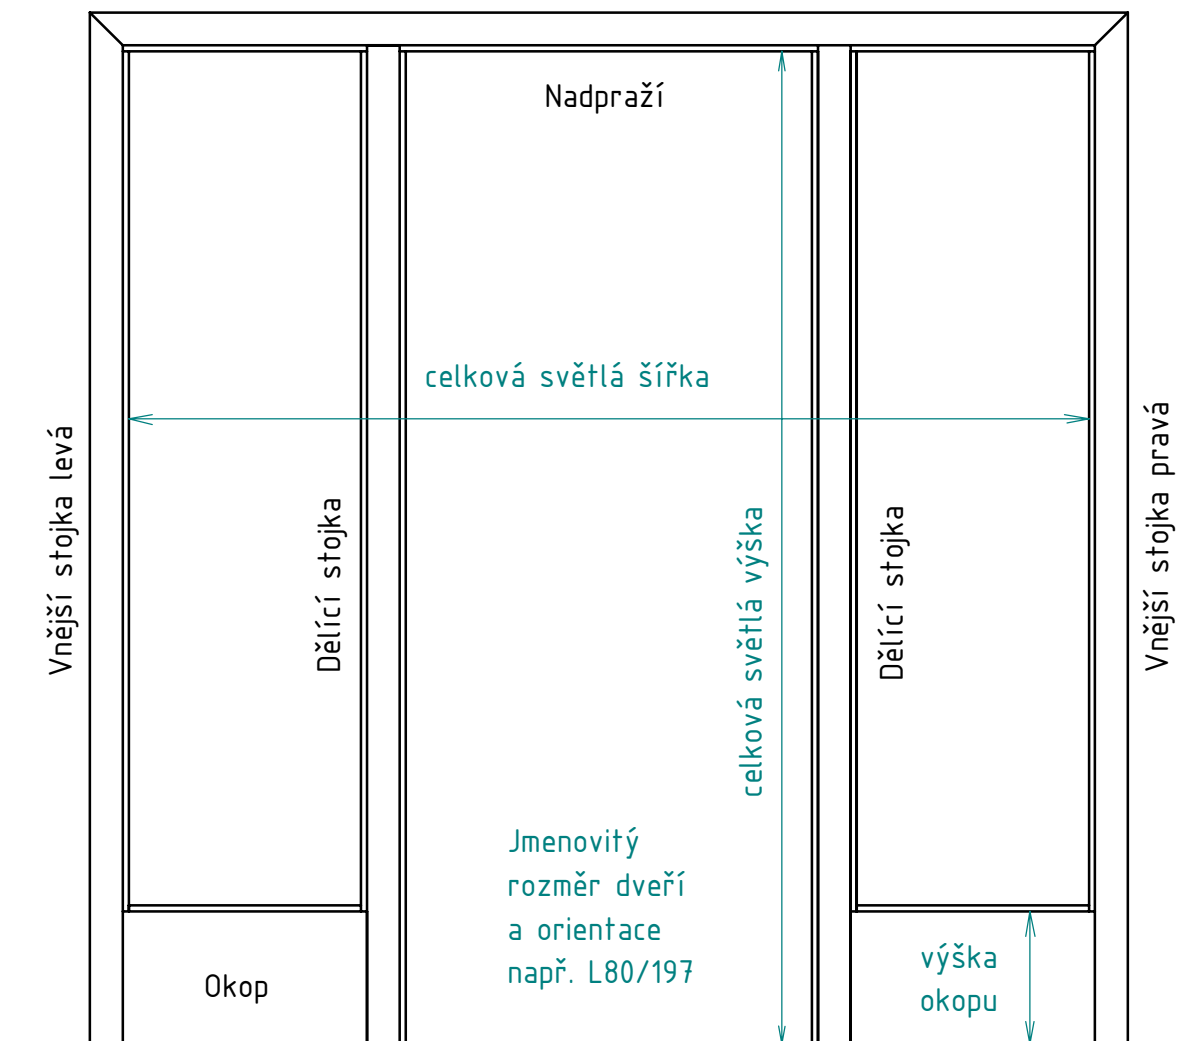 Nadpraží
celková světlá šířka
Vnější stojka levá
Dělící stojka
celková světlá výška
Dělící stojka
Vnější stojka pravá
Jmenovitý
rozměr dveří
a orientace
např. L80/197
Okop
výška
okopu